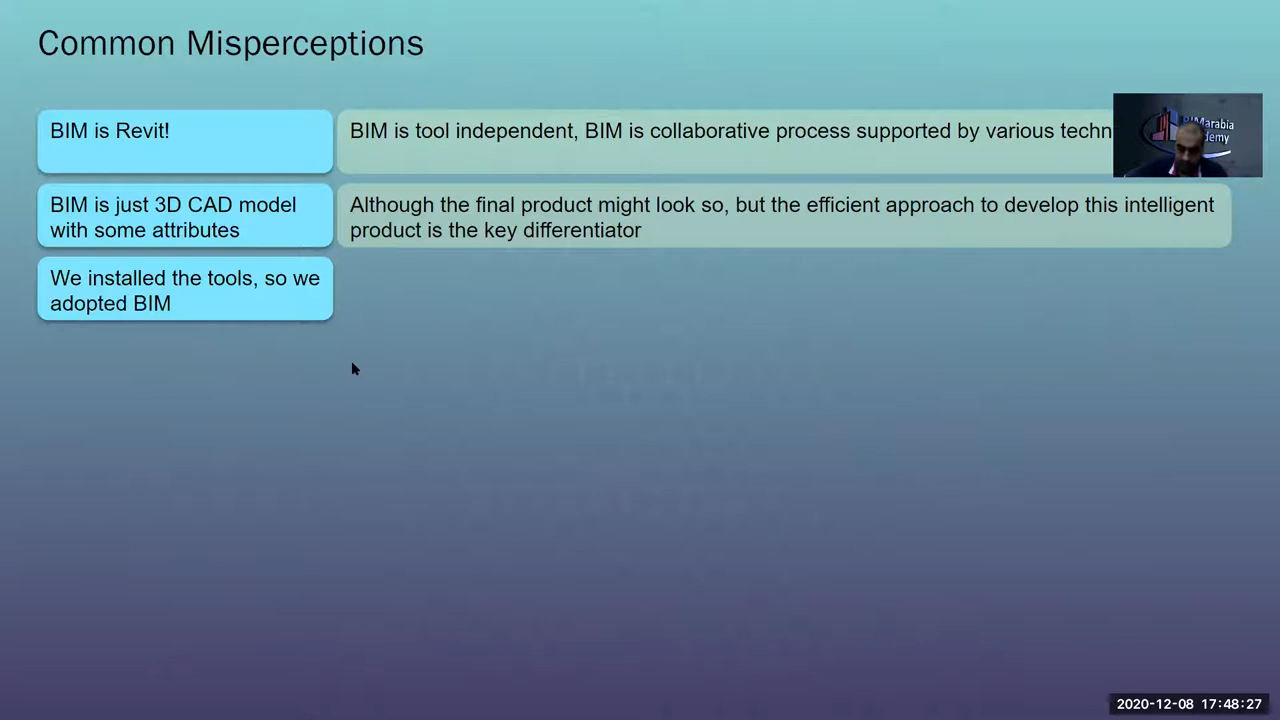 Common Misperceptions
BIM is Revit!
BIM is tool independent, BIM is collaborative process supported by various
BIM is just 3D CAD model
with some attributes
Although the final product might look so, but the efficient approach to develop this intelligent
product is the key differentiator
We installed the tools, so we
adopted BIM
2020-12-08 17:48:27